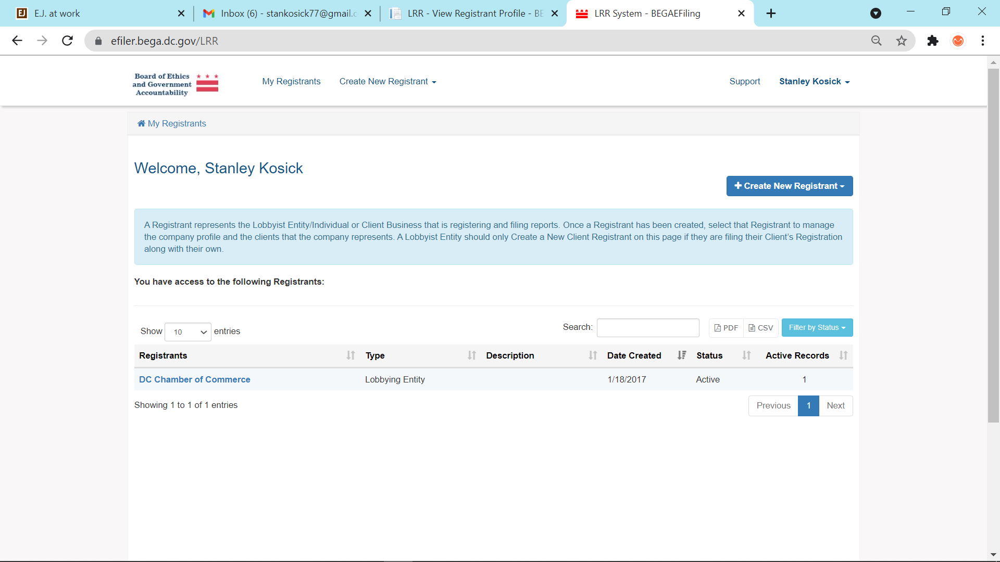 E.J. at work
Inbox (6) - stankosick77@gmail.c
LRR - View Registrant Profile - BE
LRR System - BEGAEFiling
efiler.bega.dc.gov/LRR
Board of Ethics
and Government
Accountability
My Registrants
Create New Registrant
Support
Stanley Kosick
My Registrants
Welcome, Stanley Kosick
Create New Registrant
A Registrant represents the Lobbyist Entity/Individual or Client Business that is registering and filing reports. Once a Registrant has been created, select that Registrant to manage
the company profile and the clients that the company represents. A Lobbyist Entity should only Create a New Client Registrant on this page if they are filing their Client's Registration
along with their own.
You have access to the following Registrants:
Show 10 entries
Search:
PDF
CSV
Filter by Status
Registrants Type Description Date Created Status Active Records
DC Chamber of Commerce Lobbying Entity 1/18/2017 Active 1
Showing 1 to 1 of 1 entries
Previous 1 Next